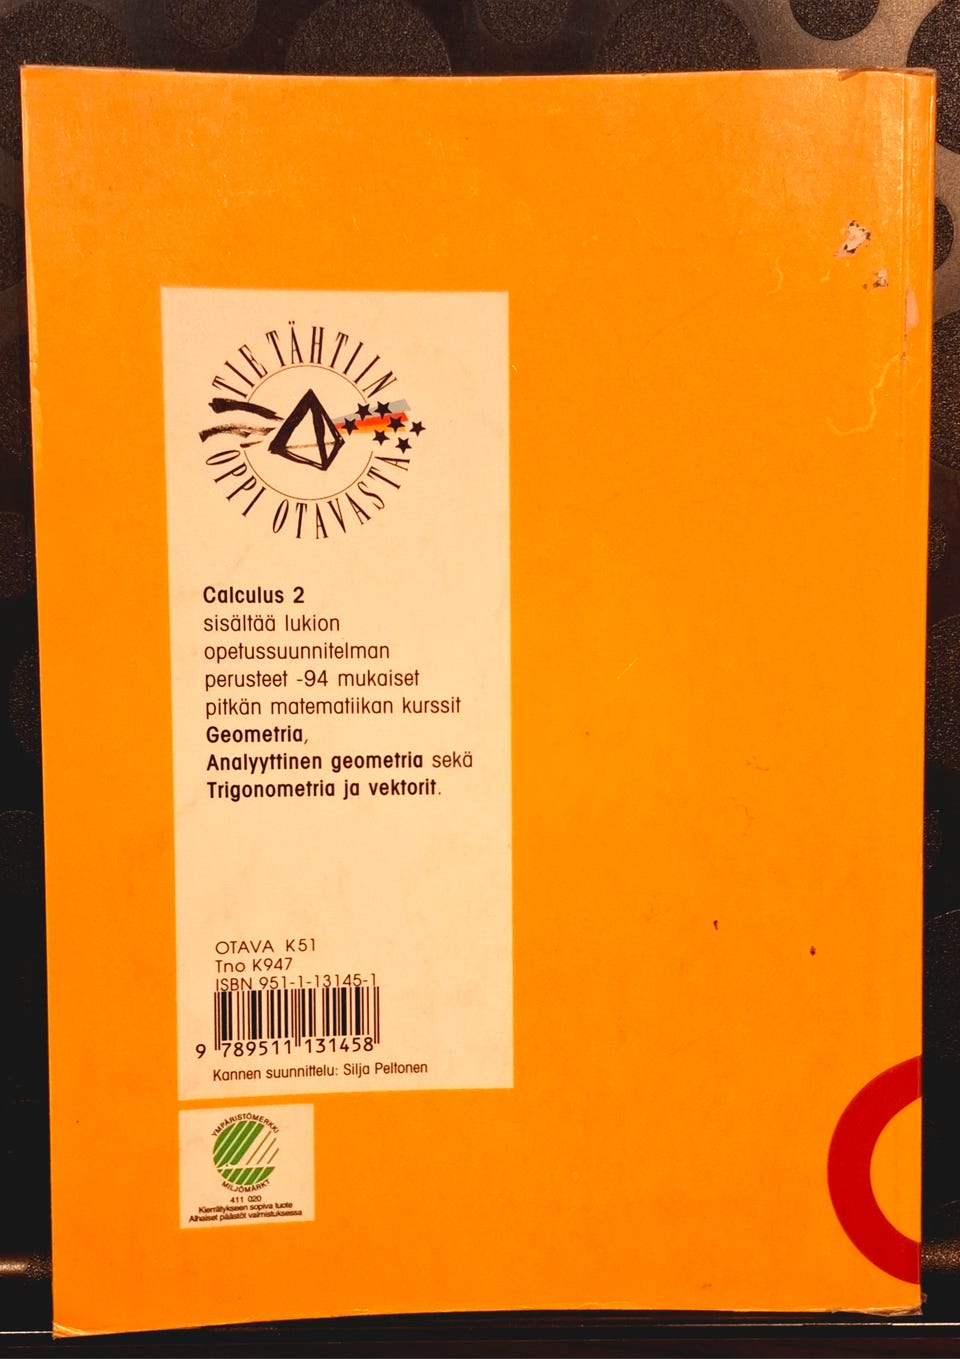 TIE TÄHTIIN
OPPI OTAVASTA
Calculus 2
sisältää lukion
opetussuunnitelman
perusteet -94 mukaiset
pitkän matematiikan kurssit
Geometria,
Analyyttinen geometria sekä
Trigonometria ja vektorit.
OTAVA K51
Tno K947
ISBN 951-1-13145-1
9 789511 131458
Kannen suunnittelu: Silja Peltonen
YMPÄRISTÖMERKKI
MILJÖMÄRKT
411 020
Kierrätykseen sopiva tuote
Alhaiset päästöt valmistuksessa